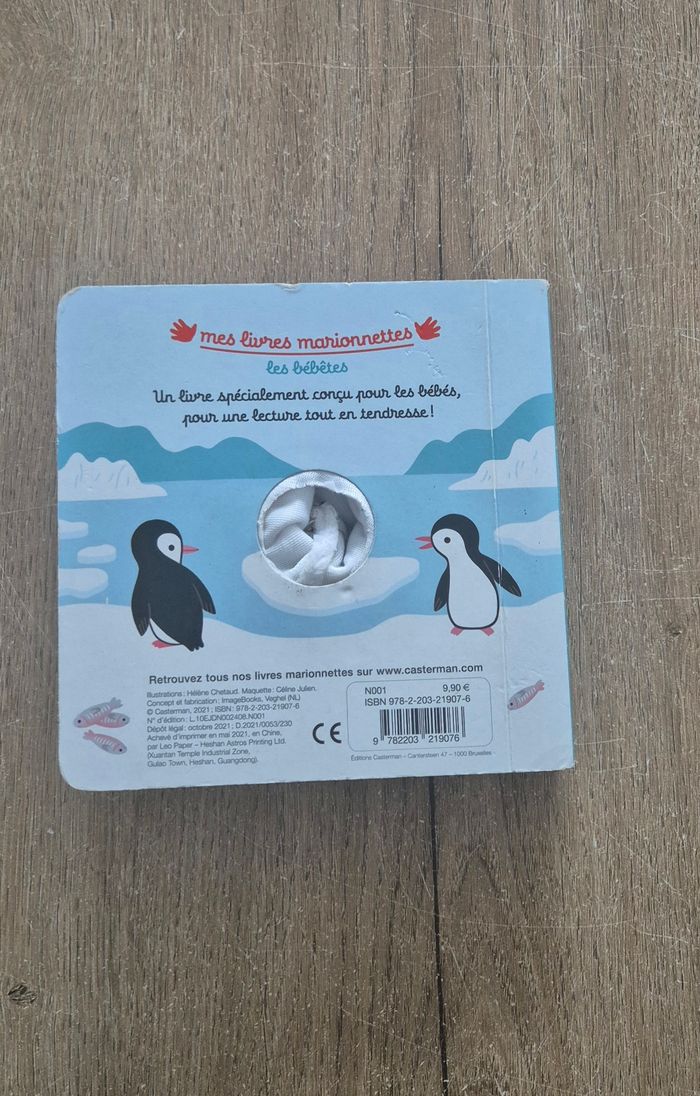 mes livres marionnettes
les bébêtes
Un livre spécialement conçu pour les bébés,
pour une lecture tout en tendresse !
Retrouvez tous nos livres marionnettes sur www.casterman.com
Illustrations : Hélène Chetaud. Maquette : Céline Julien.
Concept et fabrication : ImageBooks, Veghel (NL)
© Casterman, 2021 ; ISBN : 978-2-203-21907-6
N° d'édition : L.10EJDN002408.N001
Dépôt légal : octobre 2021 ; D.2021/0053/230
Achevé d'imprimer en mai 2021, en Chine,
par Leo Paper – Heshan Astros Printing Ltd.
(Xuantan Temple Industrial Zone,
Gulao Town, Heshan, Guangdong).
CE
N001 9,90 €
ISBN 978-2-203-21907-6
9 782203 219076
Éditions Casterman – Cantersteen 47 – 1000 Bruxelles